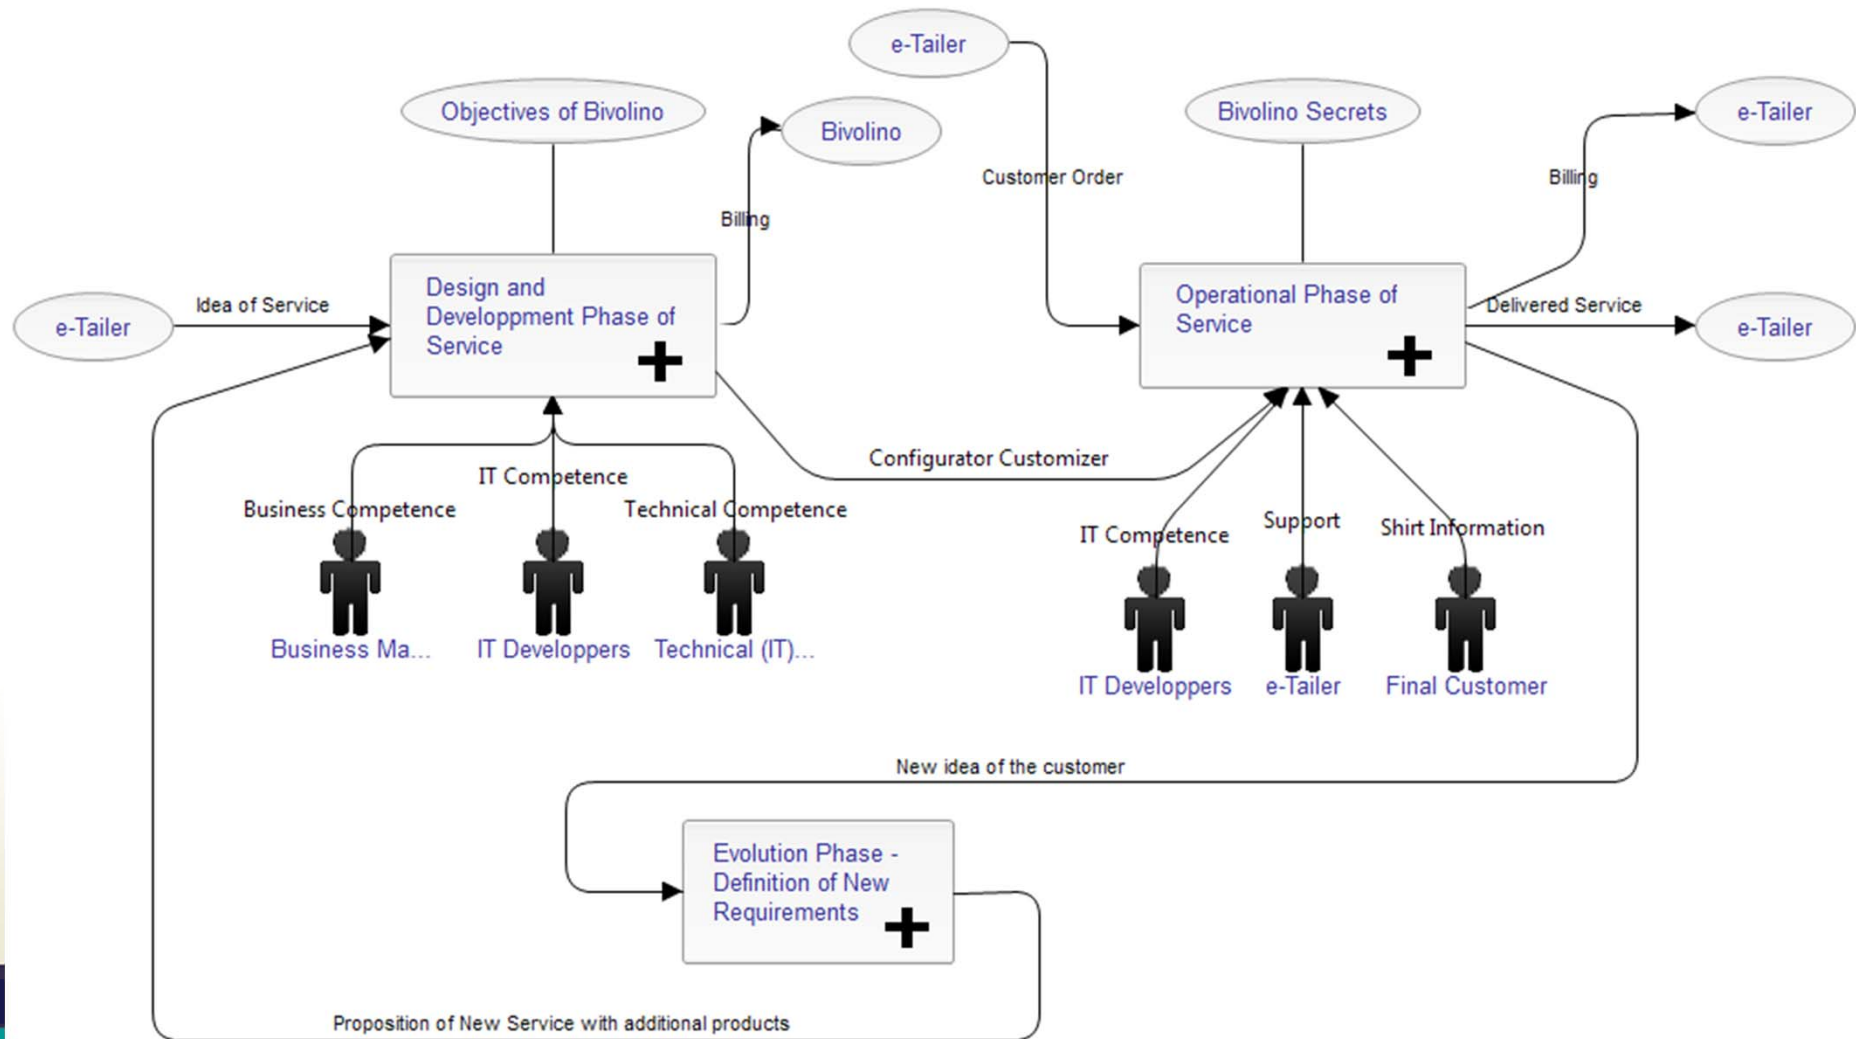 e-Tailer
Objectives of Bivolino
Bivolino
Bivolino Secrets
e-Tailer
Customer Order
Billing
Billing
Design and
Developpment Phase of
Service
Operational Phase of
Service
e-Tailer
Idea of Service
Delivered Service
e-Tailer
Configurator Customizer
IT Competence
Business Competence
Technical Competence
IT Competence
Support
Shirt Information
Business Ma...
IT Developpers
Technical (IT)...
IT Developpers
e-Tailer
Final Customer
New idea of the customer
Evolution Phase -
Definition of New
Requirements
Proposition of New Service with additional products